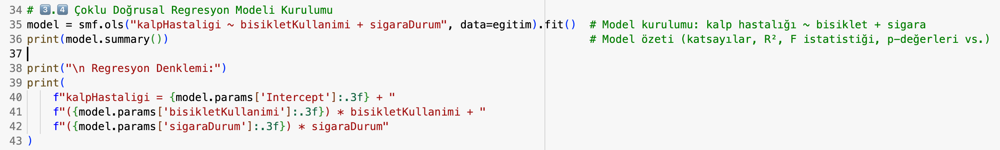 34 # 3️⃣.4️⃣ Çoklu Doğrusal Regresyon Modeli Kurulumu
35 model = smf.ols("kalpHastaligi ~ bisikletKullanimi + sigaraDurum", data=egitim).fit()  # Model kurulumu: kalp hastalığı ~ bisiklet + sigara
36 print(model.summary())  # Model özeti (katsayılar, R², F istatistiği, p-değerleri vs.)
37
38 print("\n Regresyon Denklemi:")
39 print(
40     f"kalpHastaligi = {model.params['Intercept']:.3f} + "
41     f"({model.params['bisikletKullanimi']:.3f}) * bisikletKullanimi + "
42     f"({model.params['sigaraDurum']:.3f}) * sigaraDurum"
43 )